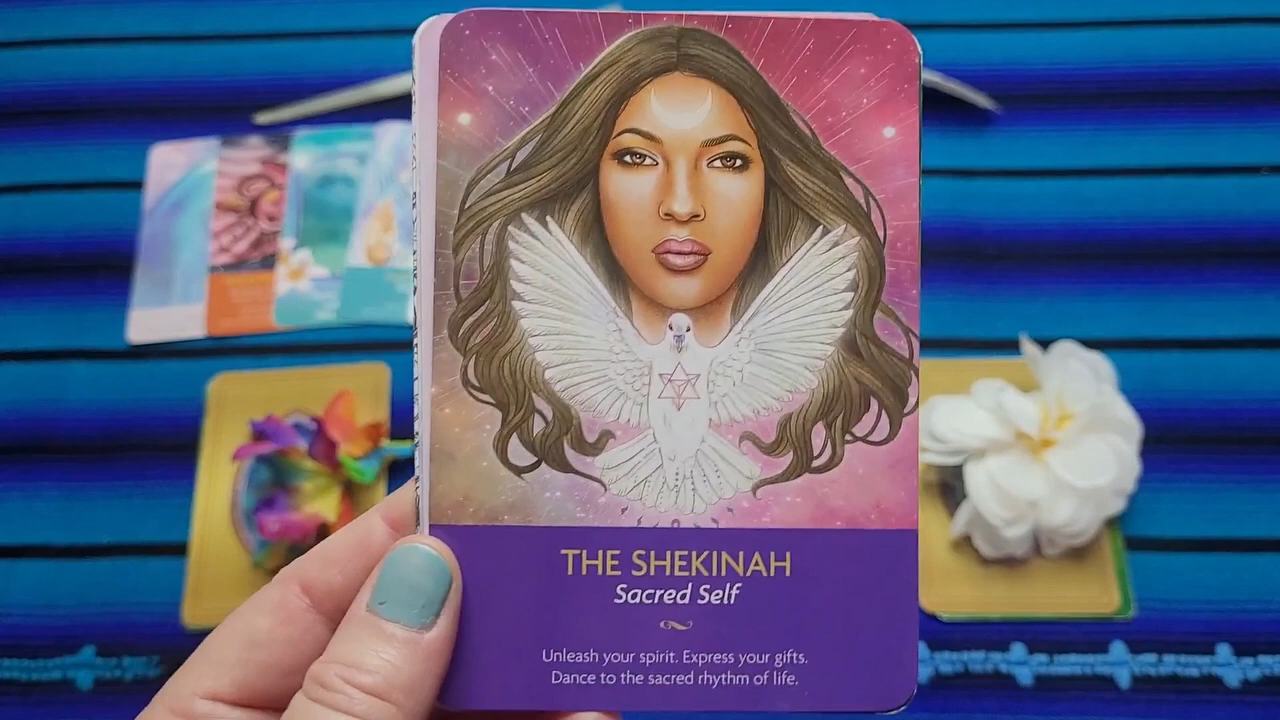 THE SHEKINAH
Sacred Self
Unleash your spirit. Express your gifts.
Dance to the sacred rhythm of life.